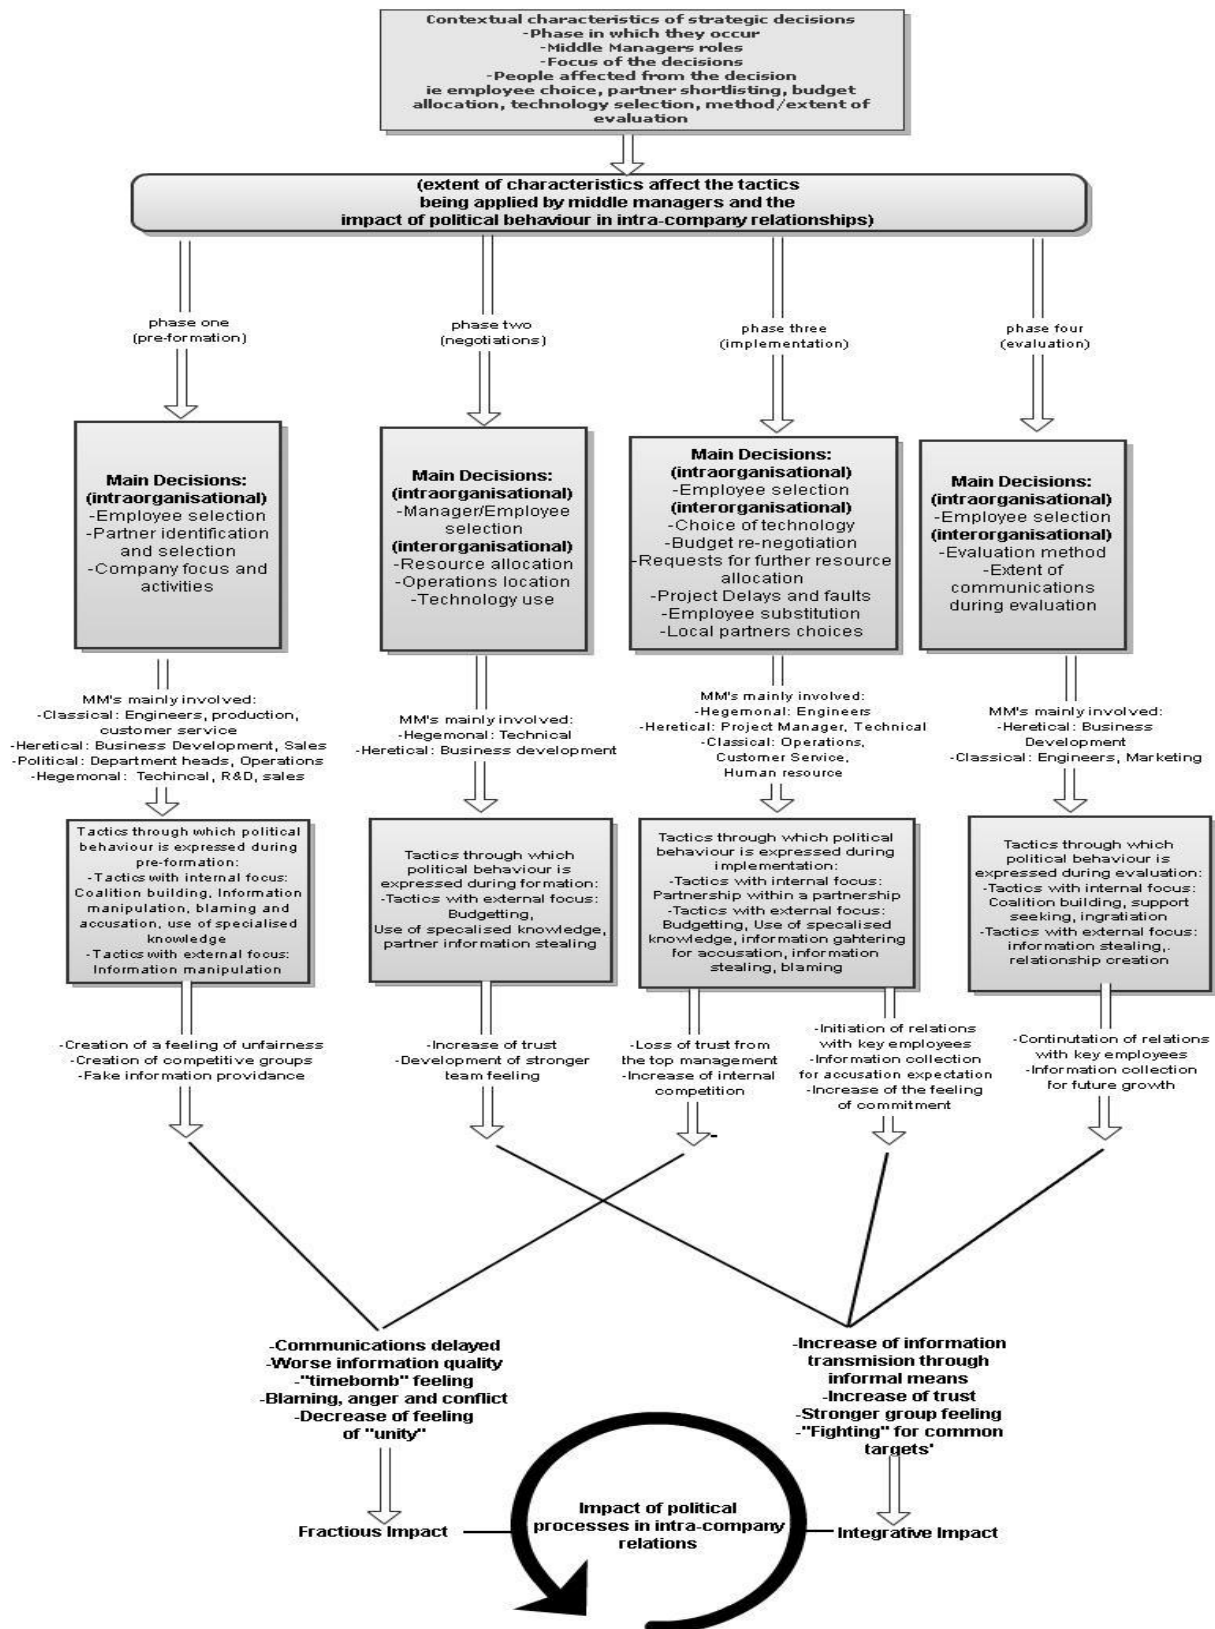 Contextual characteristics of strategic decisions
-Phase in which they occur
-Middle Managers roles
-Focus of the decisions
-People affected from the decision
ie employee choice, partner shortlisting, budget
allocation, technology selection, method/extent of
evaluation
(extent of characteristics affect the tactics
being applied by middle managers and the
impact of political behaviour in intra-company relationships)
phase one
(pre-formation)
phase two
(negotiations)
phase three
(implementation)
phase four
(evaluation)
Main Decisions:
(intraorganisational)
-Employee selection
-Partner identification
and selection
-Company focus and
activities
Main Decisions:
(intraorganisational)
-Manager/Employee
selection
(interorganisational)
-Resource allocation
-Operations location
-Technology use
Main Decisions:
(intraorganisational)
-Employee selection
(interorganisational)
-Choice of technology
-Budget re-negotiation
-Requests for further resource
allocation
-Project Delays and faults
-Employee substitution
-Local partners choices
Main Decisions:
(intraorganisational)
-Employee selection
(interorganisational)
-Evaluation method
-Extent of
communications
during evaluation
MM's mainly involved:
-Classical: Engineers, production,
customer service
-Heretical: Business Development, Sales
-Political: Department heads, Operations
-Hegemonal: Techincal, R&D, sales
MM's mainly involved:
-Hegemonal: Technical
-Heretical: Business development
MM's mainly involved:
-Hegemonal: Engineers
-Heretical: Project Manager, Technical
-Classical: Operations,
Customer Service,
Human resource
MM's mainly involved:
-Heretical: Business
Development
-Classical: Engineers, Marketing
Tactics through which political
behaviour is expressed during
pre-formation:
-Tactics with internal focus:
Coalition building, Information
manipulation, blaming and
accusation, use of specialised
knowledge
-Tactics with external focus:
Information manipulation
Tactics through which
political behaviour is
expressed during formation:
-Tactics with external focus:
Budgetting,
Use of specalised knowledge,
partner information stealing
Tactics through which political
behaviour is expressed during
implementation:
-Tactics with internal focus:
Partnership within a partnership
-Tactics with external focus:
Budgetting, Use of specalised
knowledge, information gahtering
for accusation, information
stealing, blaming
Tactics through which
political behaviour is
expressed during evaluation:
-Tactics with internal focus:
Coalition building, support
seeking, ingratiation
-Tactics with external focus:
information stealing,.
relationship creation
-Creation of a feeling of unfairness
-Creation of competitive groups
-Fake information providance
-Increase of trust
-Development of stronger
team feeling
-Loss of trust from
the top management
-Increase of internal
competition
-Initiation of relations
with key employees
-Information collection
for accusation expectation
-Increase of the feeling
of commitment
-Continutation of relations
with key employees
-Information collection
for future growth
-
-Communications delayed
-Worse information quality
-"timebomb" feeling
-Blaming, anger and conflict
-Decrease of feeling
of "unity"
-Increase of information
transmision through
informal means
-Increase of trust
-Stronger group feeling
-"Fighting" for common
targets'
Fractious Impact
Impact of political
processes in intra-company
relations
Integrative Impact